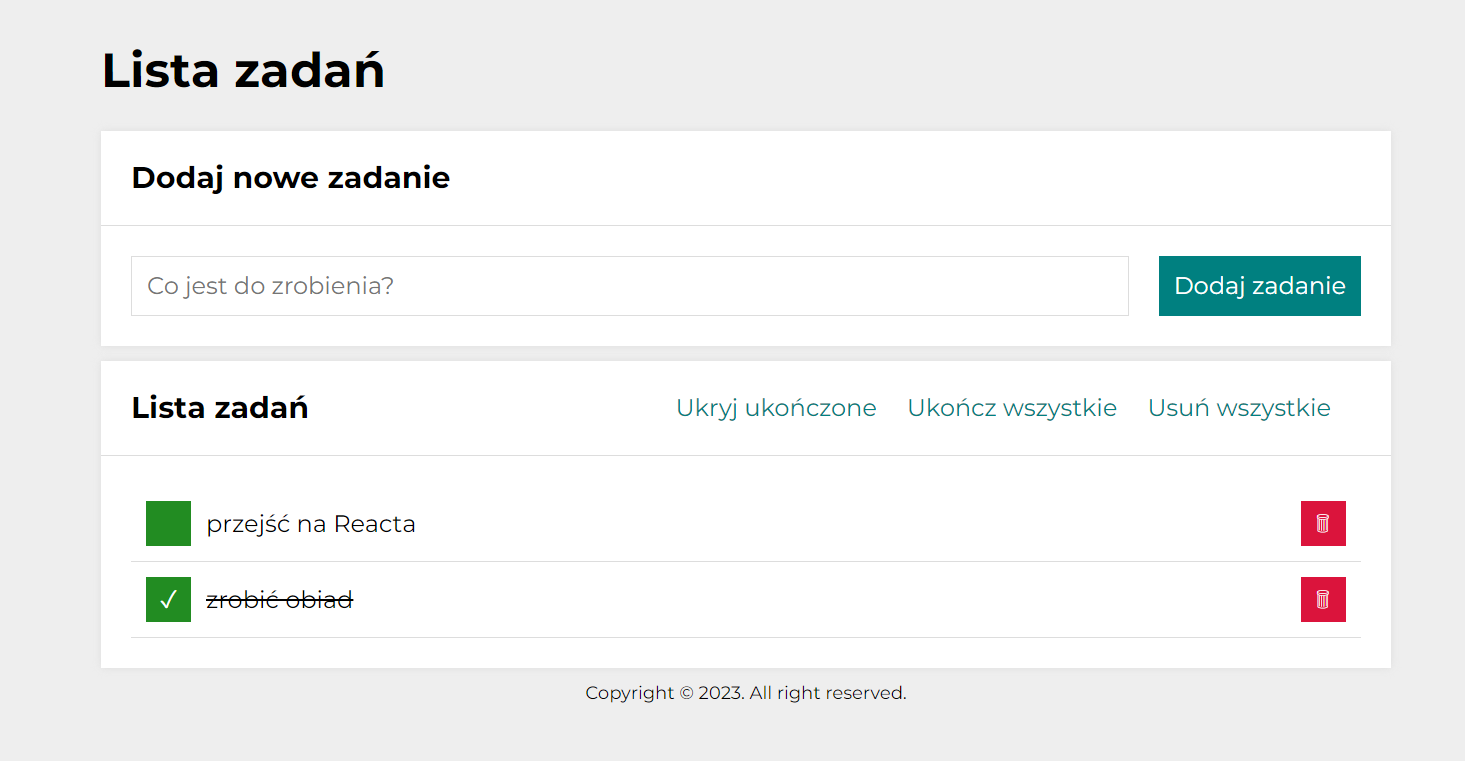 Lista zadań
Dodaj nowe zadanie
Co jest do zrobienia?
Dodaj zadanie
Lista zadań
Ukryj ukończone
Ukończ wszystkie
Usuń wszystkie
przejść na Reacta
✓ zrobić obiad
Copyright © 2023. All right reserved.